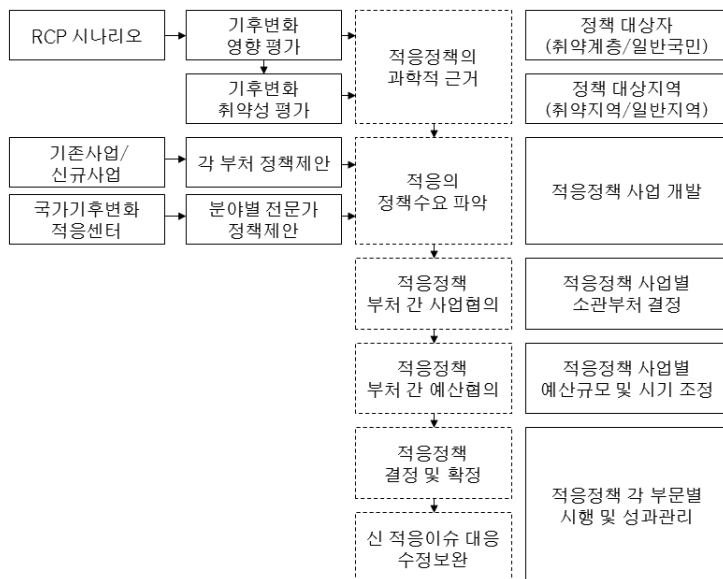 RCP 시나리오
기후변화
영향 평가
적응정책의
과학적 근거
정책 대상자
(취약계층/일반국민)
기후변화
취약성 평가
정책 대상지역
(취약지역/일반지역)
기존사업/
신규사업
각 부처 정책제안
적응의
정책수요 파악
적응정책 사업 개발
국가기후변화
적응센터
분야별 전문가
정책제안
적응정책
부처 간 사업협의
적응정책 사업별
소관부처 결정
적응정책
부처 간 예산협의
적응정책 사업별
예산규모 및 시기 조정
적응정책
결정 및 확정
적응정책 각 부문별
시행 및 성과관리
신 적응이슈 대응
수정보완